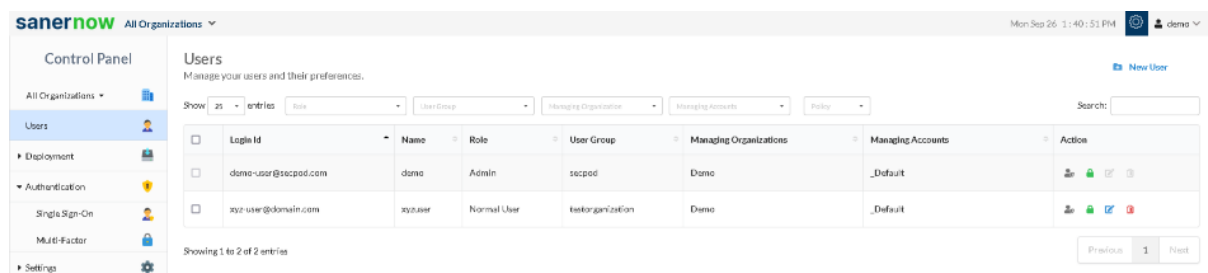 sanernow All Organizations Mon Sep 26 1:40:51 PM demo
Control Panel
All Organizations
Users
Deployment
Authentication
Single Sign-On
Multi-Factor
Settings
Users
Manage your users and their preferences.
New User
Show 25 entries Role User Group Managing Organization Managing Accounts Policy Search:
Login Id Name Role User Group Managing Organizations Managing Accounts Action
demo-user@secpod.com demo Admin secpod Demo _Default
xyz-user@domain.com xyzuser Normal User testorganization Demo _Default
Showing 1 to 2 of 2 entries
Previous 1 Next